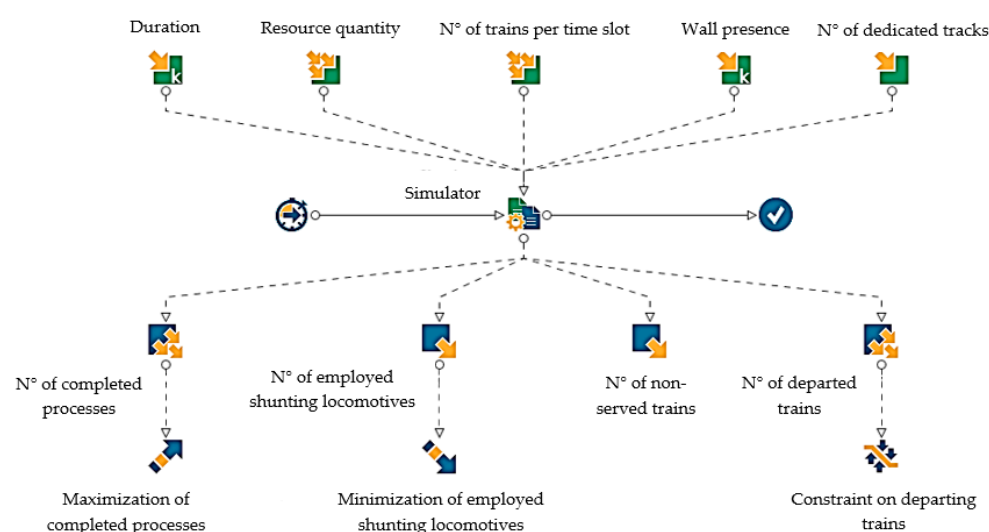 Duration
Resource quantity
N° of trains per time slot
Wall presence
N° of dedicated tracks
k
k
Simulator
N° of completed
processes
N° of employed
shunting locomotives
N° of non-
served trains
N° of departed
trains
Maximization of
completed processes
Minimization of employed
shunting locomotives
Constraint on departing
trains